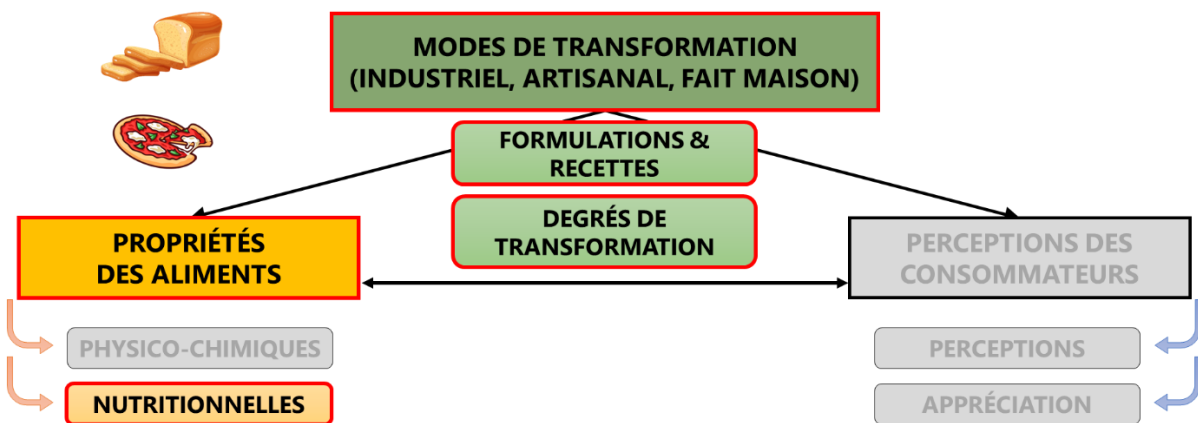 MODES DE TRANSFORMATION
(INDUSTRIEL, ARTISANAL, FAIT MAISON)
FORMULATIONS &
RECETTES
DEGRÉS DE
TRANSFORMATION
PROPRIÉTÉS
DES ALIMENTS
PERCEPTIONS DES
CONSOMMATEURS
PHYSICO-CHIMIQUES
PERCEPTIONS
NUTRITIONNELLES
APPRÉCIATION